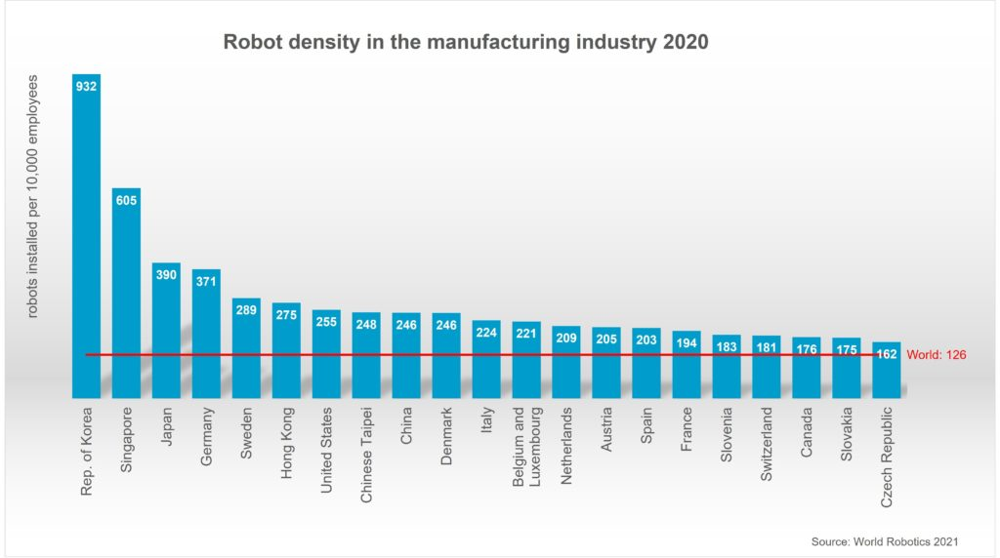 Robot density in the manufacturing industry 2020
robots installed per 10,000 employees
932
605
390
371
289
275
255
248
246
246
224
221
209
205
203
194
183
181
176
175
162
World: 126
Rep. of Korea
Singapore
Japan
Germany
Sweden
Hong Kong
United States
Chinese Taipei
China
Denmark
Italy
Belgium and
Luxembourg
Netherlands
Austria
Spain
France
Slovenia
Switzerland
Canada
Slovakia
Czech Republic
Source: World Robotics 2021